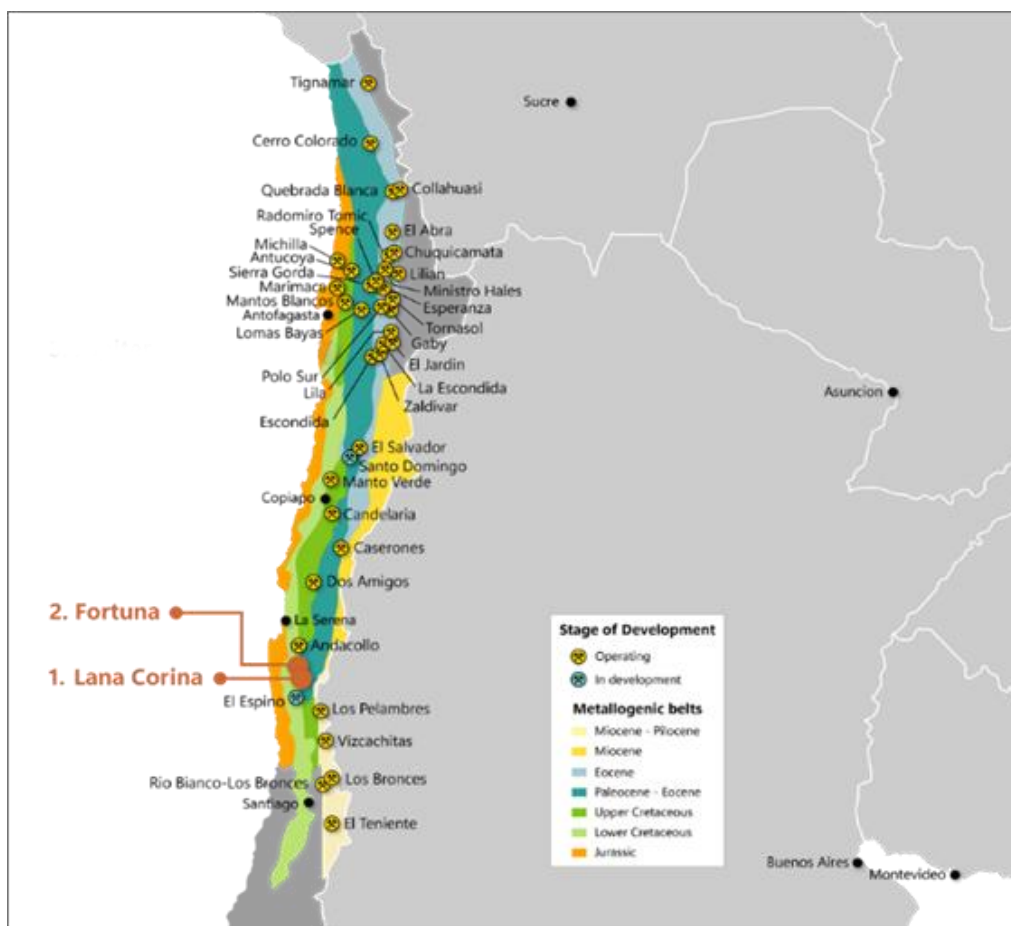 Tignamar
Sucre
Cerro Colorado
Quebrada Blanca
Collahuasi
Radomiro Tomic
Spence
El Abra
Michilla
Chuquicamata
Antucoya
Sierra Gorda
Lilian
Marimaca
Ministro Hales
Mantos Blancos
Esperanza
Antofagasta
Tornasol
Lomas Bayas
Gaby
El Jardin
Polo Sur
La Escondida
Lila
Zaldivar
Asuncion
Escondida
El Salvador
Santo Domingo
Manto Verde
Copiapo
Candelaria
Caserones
Dos Amigos
2. Fortuna
La Serena
Andacollo
1. Lana Corina
El Espino
Los Pelambres
Vizcachitas
Rio Bianco-Los Bronces
Los Bronces
Santiago
El Teniente
Stage of Development
Operating
In development
Metallogenic belts
Miocene - Pilocene
Miocene
Eocene
Paleocene - Eocene
Upper Cretaceous
Lower Cretaceous
Jurassic
Buenos Aires
Montevideo